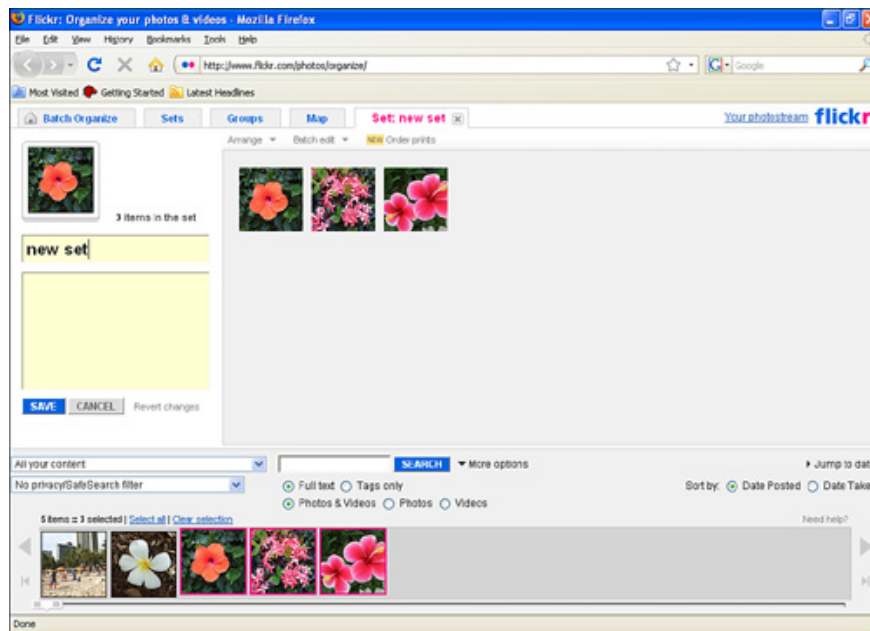 Flickr: Organize your photos & videos - Mozilla Firefox
File Edit View History Bookmarks Tools Help
http://www.flickr.com/photos/organize/ G Google
Most Visited Getting Started Latest Headlines
Batch Organize Sets Groups Map Set: new set Your photostream flickr
Arrange Batch edit NEW Order prints
3 items in the set
new set
SAVE CANCEL Revert changes
All your content SEARCH More options Jump to dat
No privacy/SafeSearch filter Full text Tags only Sort by: Date Posted Date Take
Photos & Videos Photos Videos
5 items :: 3 selected | Select all | Clear selection Need help?
Done